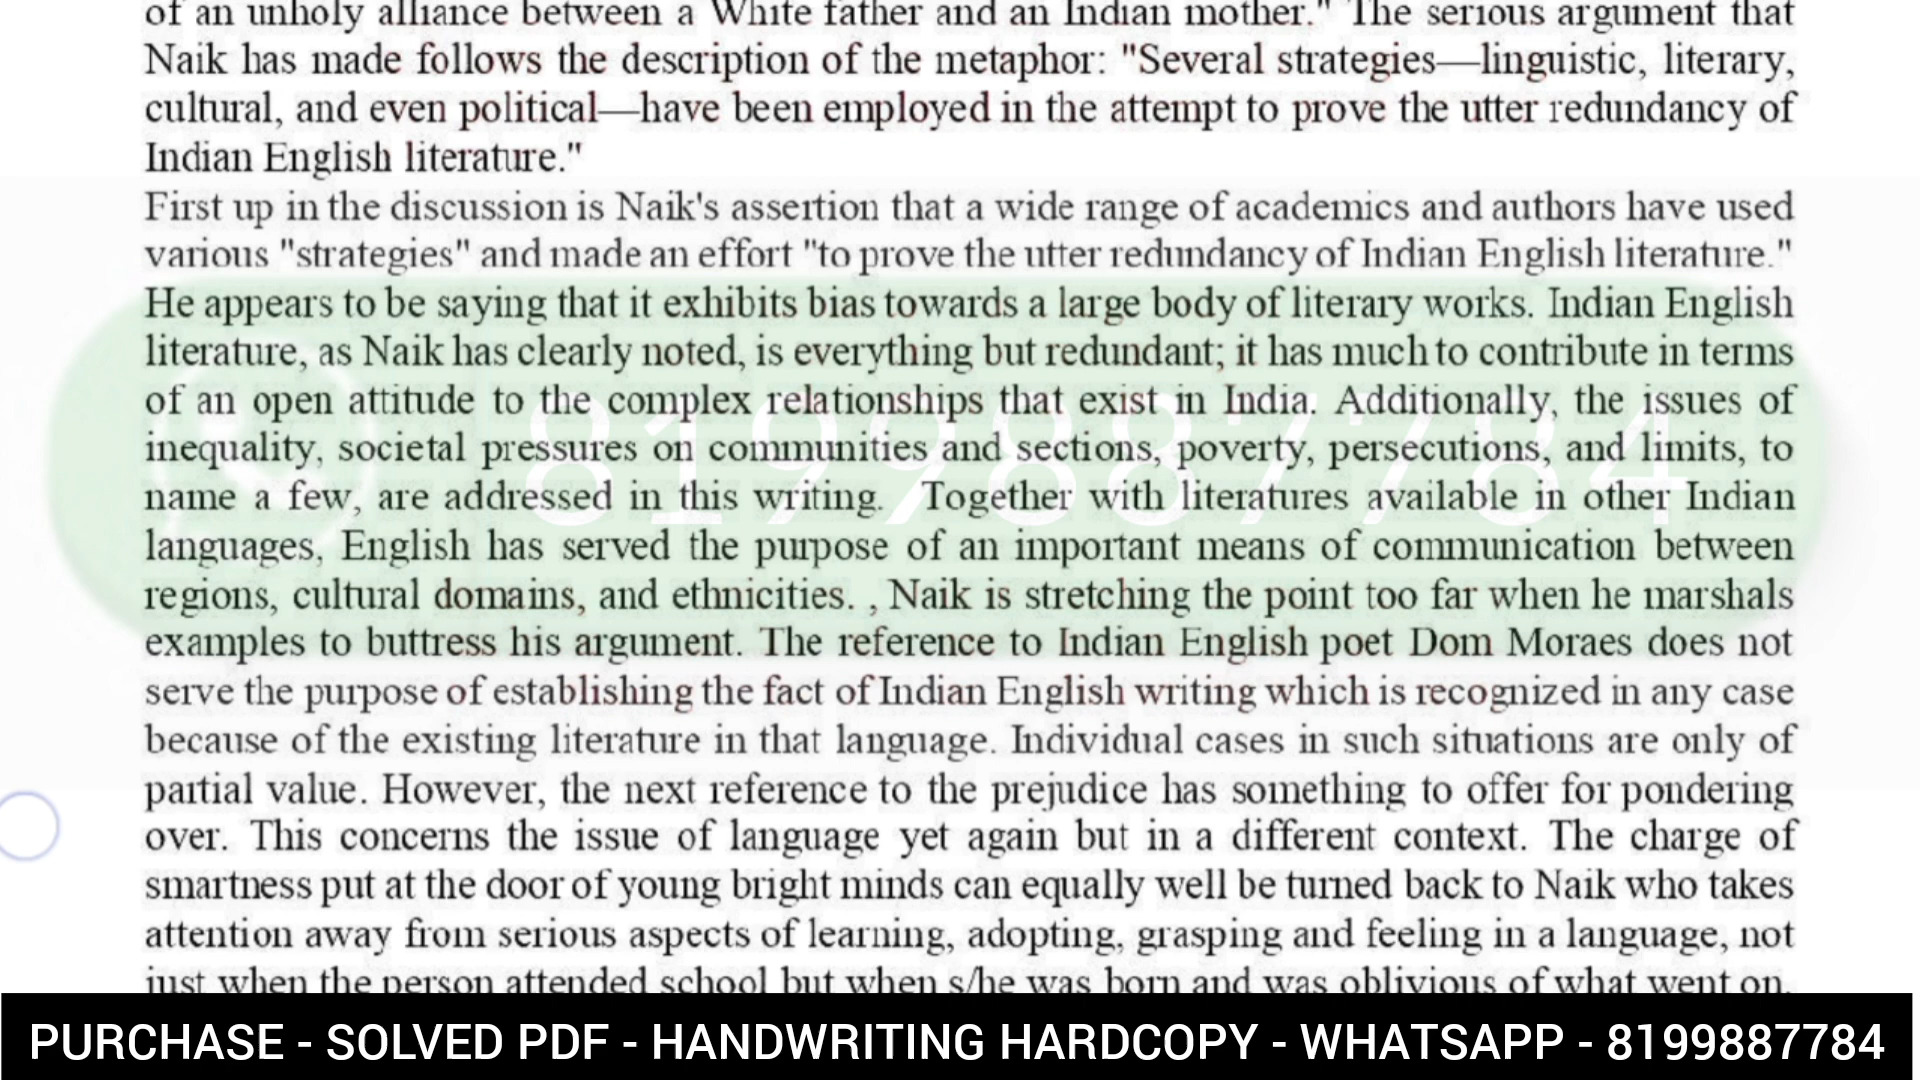 of an unholy alliance between a White father and an Indian mother." The serious argument that
Naik has made follows the description of the metaphor: "Several strategies—linguistic, literary,
cultural, and even political—have been employed in the attempt to prove the utter redundancy of
Indian English literature."
First up in the discussion is Naik's assertion that a wide range of academics and authors have used
various "strategies" and made an effort "to prove the utter redundancy of Indian English literature."
He appears to be saying that it exhibits bias towards a large body of literary works. Indian English
literature, as Naik has clearly noted, is everything but redundant; it has much to contribute in terms
of an open attitude to the complex relationships that exist in India. Additionally, the issues of
inequality, societal pressures on communities and sections, poverty, persecutions, and limits, to
name a few, are addressed in this writing. Together with literatures available in other Indian
languages, English has served the purpose of an important means of communication between
regions, cultural domains, and ethnicities. , Naik is stretching the point too far when he marshals
examples to buttress his argument. The reference to Indian English poet Dom Moraes does not
serve the purpose of establishing the fact of Indian English writing which is recognized in any case
because of the existing literature in that language. Individual cases in such situations are only of
partial value. However, the next reference to the prejudice has something to offer for pondering
over. This concerns the issue of language yet again but in a different context. The charge of
smartness put at the door of young bright minds can equally well be turned back to Naik who takes
attention away from serious aspects of learning, adopting, grasping and feeling in a language, not
just when the person attended school but when s/he was born and was oblivious of what went on.
8199887784
PURCHASE - SOLVED PDF - HANDWRITING HARDCOPY - WHATSAPP - 8199887784